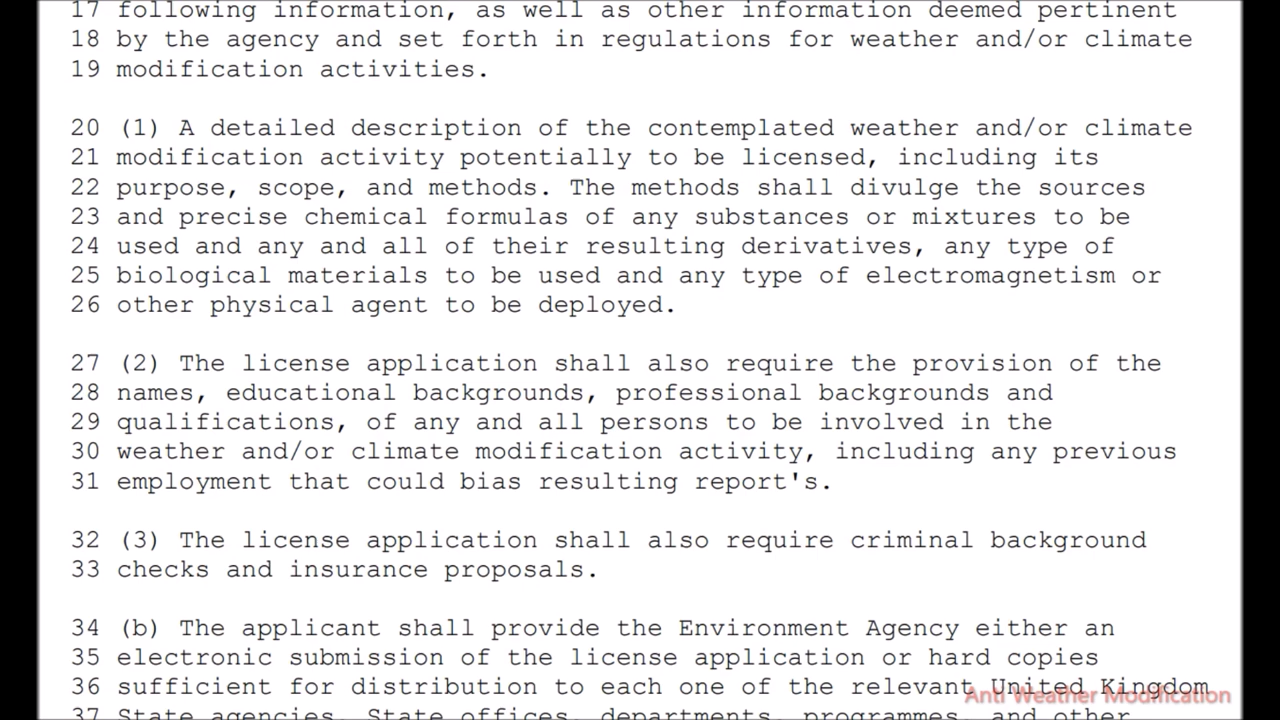 17 following information, as well as other information deemed pertinent
18 by the agency and set forth in regulations for weather and/or climate
19 modification activities.
20 (1) A detailed description of the contemplated weather and/or climate
21 modification activity potentially to be licensed, including its
22 purpose, scope, and methods. The methods shall divulge the sources
23 and precise chemical formulas of any substances or mixtures to be
24 used and any and all of their resulting derivatives, any type of
25 biological materials to be used and any type of electromagnetism or
26 other physical agent to be deployed.
27 (2) The license application shall also require the provision of the
28 names, educational backgrounds, professional backgrounds and
29 qualifications, of any and all persons to be involved in the
30 weather and/or climate modification activity, including any previous
31 employment that could bias resulting report's.
32 (3) The license application shall also require criminal background
33 checks and insurance proposals.
34 (b) The applicant shall provide the Environment Agency either an
35 electronic submission of the license application or hard copies
36 sufficient for distribution to each one of the relevant United Kingdom
Anti Weather Modification
37 State agencies, State offices, departments, programmes, and other